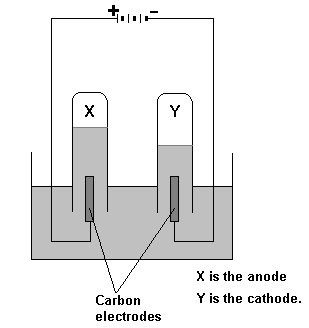 + –
X Y
X is the anode
Y is the cathode.
Carbon
electrodes